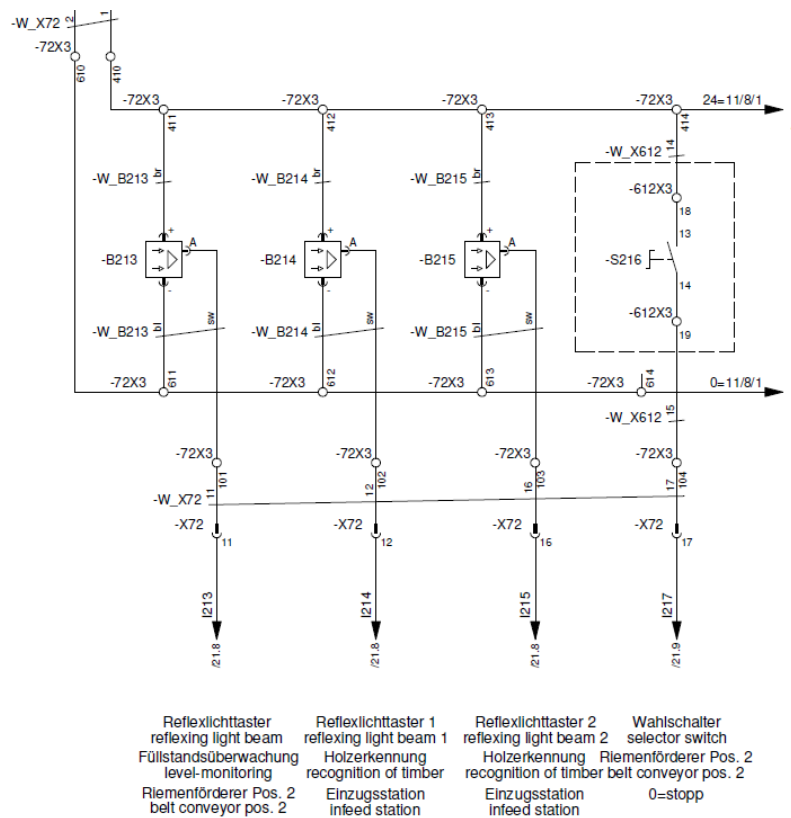 -W_X72 2 1
-72X3
610 410
-72X3 -72X3 -72X3 -72X3 24=11/8/1
411 412 413 414
-W_X612 14
-W_B213 br -W_B214 br -W_B215 br
-612X3
18
+ A + A + A 13
-B213 -B214 -B215 -S216
- - - 14
-612X3
-W_B213 bl sw -W_B214 bl sw -W_B215 bl sw 19
-72X3 -72X3 -72X3 -72X3 0=11/8/1
611 612 613 614
-W_X612 15
-72X3 -72X3 -72X3 -72X3
101 102 103 104
-W_X72 11 12 16 17
-X72 -X72 -X72 -X72
11 12 16 17
I213 I214 I215 I217
/21.8 /21.8 /21.8 /21.9
Reflexlichttaster Reflexlichttaster 1 Reflexlichttaster 2 Wahlschalter
reflexing light beam reflexing light beam 1 reflexing light beam 2 selector switch
Füllstandsüberwachung Holzerkennung Holzerkennung Riemenförderer Pos. 2
level-monitoring recognition of timber recognition of timber belt conveyor pos. 2
Riemenförderer Pos. 2 Einzugsstation Einzugsstation 0=stopp
belt conveyor pos. 2 infeed station infeed station